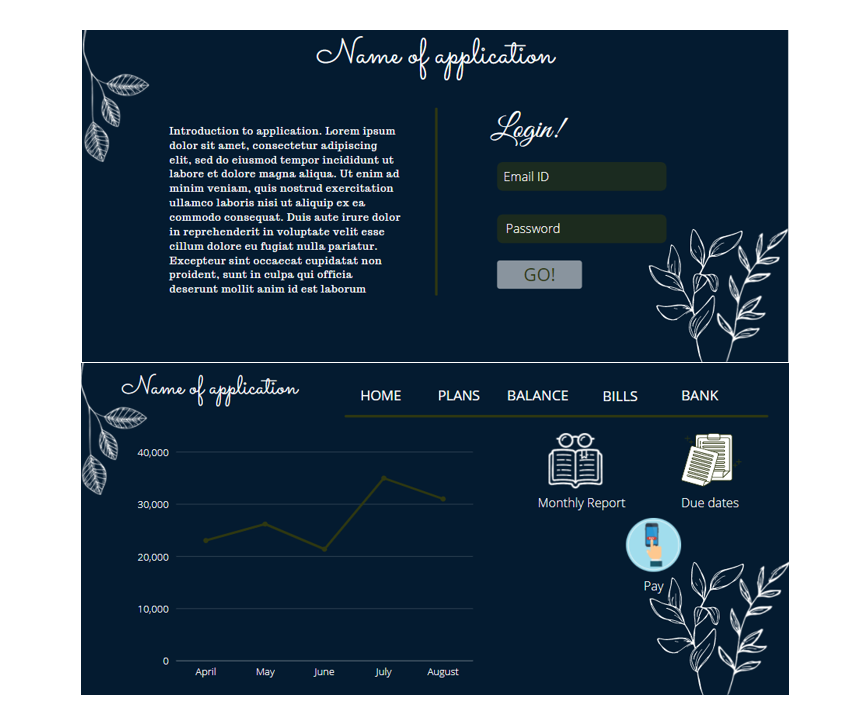 Name of application
Introduction to application. Lorem ipsum
dolor sit amet, consectetur adipiscing
elit, sed do eiusmod tempor incididunt ut
labore et dolore magna aliqua. Ut enim ad
minim veniam, quis nostrud exercitation
ullamco laboris nisi ut aliquip ex ea
commodo consequat. Duis aute irure dolor
in reprehenderit in voluptate velit esse
cillum dolore eu fugiat nulla pariatur.
Excepteur sint occaecat cupidatat non
proident, sunt in culpa qui officia
deserunt mollit anim id est laborum
Login!
Email ID
Password
GO!
Name of application
HOME PLANS BALANCE BILLS BANK
40,000
30,000
20,000
10,000
0
April May June July August
Monthly Report
Due dates
Pay